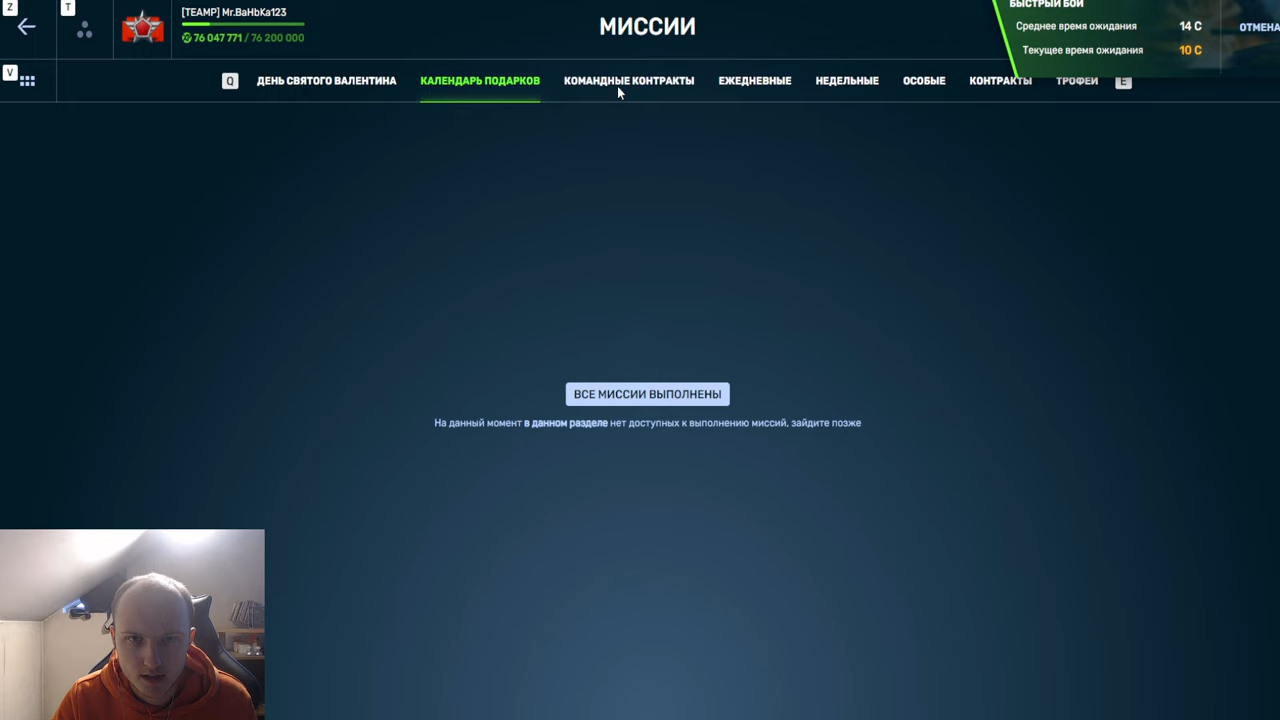 Z
T
[TEAMP] Mr.BaHbKa123
76 047 771 / 76 200 000
МИССИИ
БЫСТРЫЙ БОЙ
Среднее время ожидания 14 С
Текущее время ожидания 10 С
ОТМЕНА
V
Q
ДЕНЬ СВЯТОГО ВАЛЕНТИНА
КАЛЕНДАРЬ ПОДАРКОВ
КОМАНДНЫЕ КОНТРАКТЫ
ЕЖЕДНЕВНЫЕ
НЕДЕЛЬНЫЕ
ОСОБЫЕ
КОНТРАКТЫ
ТРОФЕИ
E
ВСЕ МИССИИ ВЫПОЛНЕНЫ
На данный момент в данном разделе нет доступных к выполнению миссий, зайдите позже